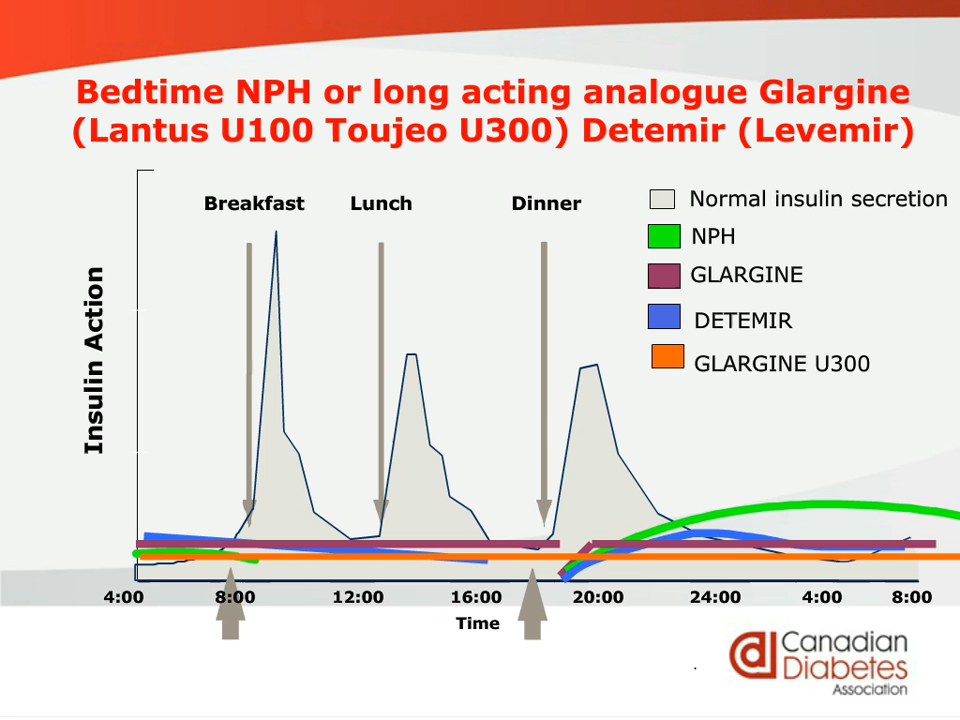 Bedtime NPH or long acting analogue Glargine
(Lantus U100 Toujeo U300) Detemir (Levemir)
Breakfast
Lunch
Dinner
Normal insulin secretion
NPH
GLARGINE
DETEMIR
GLARGINE U300
Insulin Action
4:00
8:00
12:00
16:00
20:00
24:00
4:00
8:00
Time
.
Canadian
Diabetes
Association